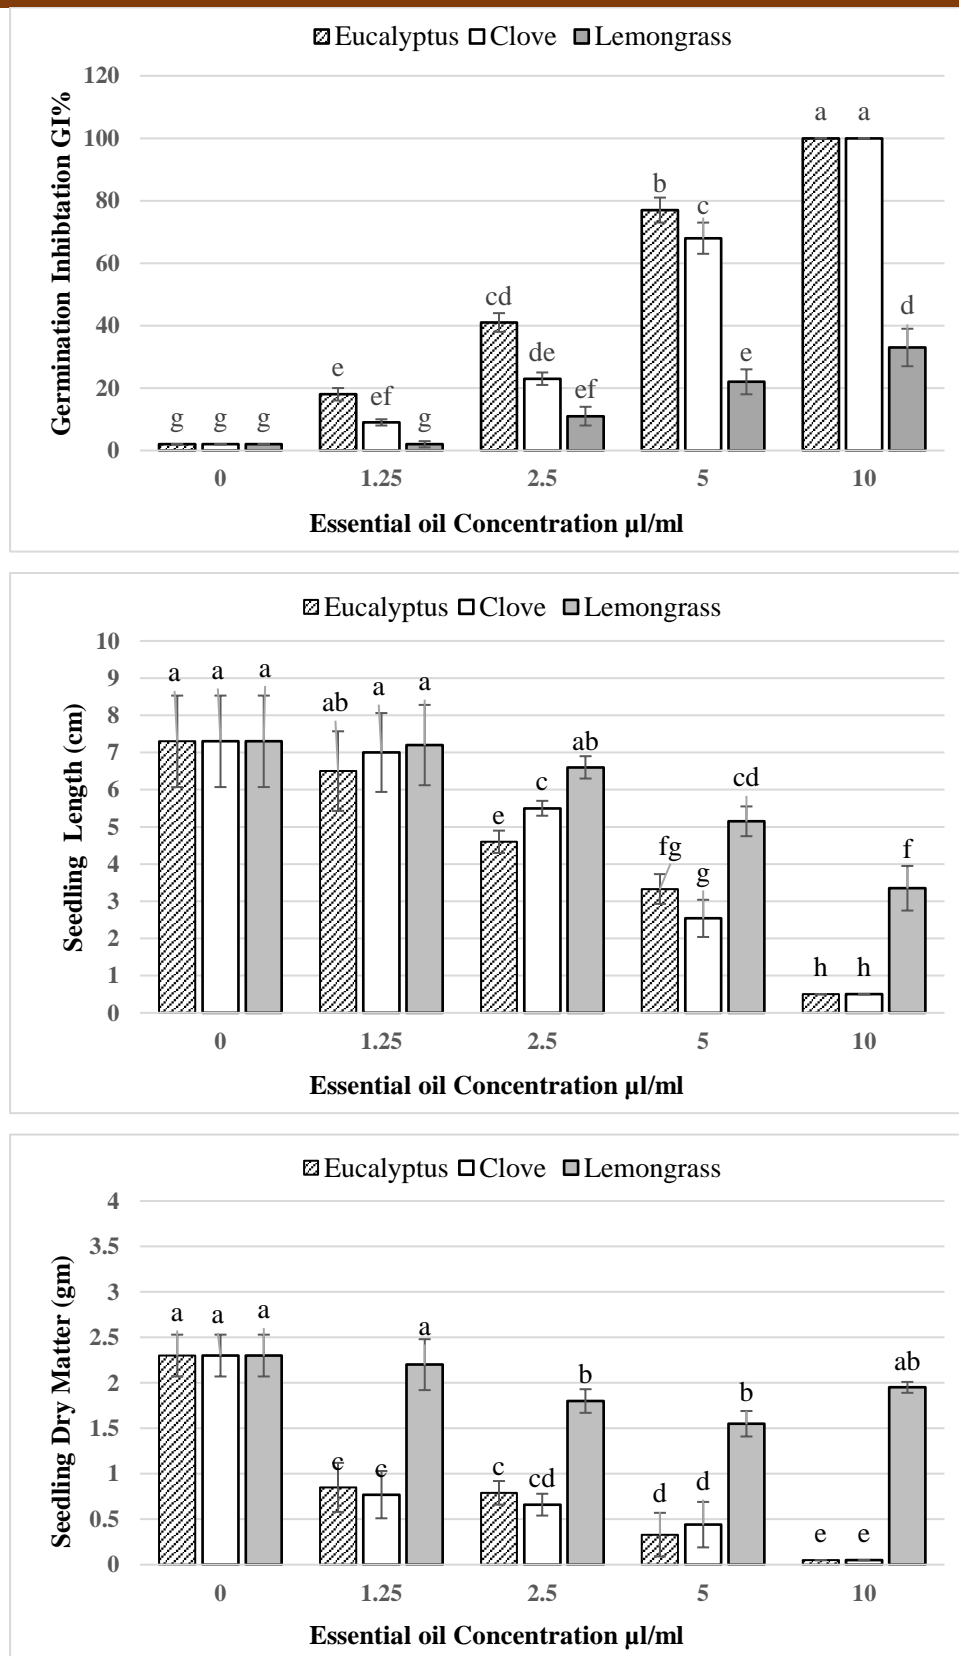 Eucalyptus Clove Lemongrass
Germination Inhibtation GI%
120
100
80
60
40
20
0
g g g
e ef g
cd de ef
b c e
a a d
0 1.25 2.5 5 10
Essential oil Concentration µl/ml
Eucalyptus Clove Lemongrass
Seedling Length (cm)
10
9
8
7
6
5
4
3
2
1
0
a a a
ab a a
e c ab
fg g cd
h h f
0 1.25 2.5 5 10
Essential oil Concentration µl/ml
Eucalyptus Clove Lemongrass
Seedling Dry Matter (gm)
4
3.5
3
2.5
2
1.5
1
0.5
0
a a a
c c a
c cd b
d d b
e e ab
0 1.25 2.5 5 10
Essential oil Concentration µl/ml